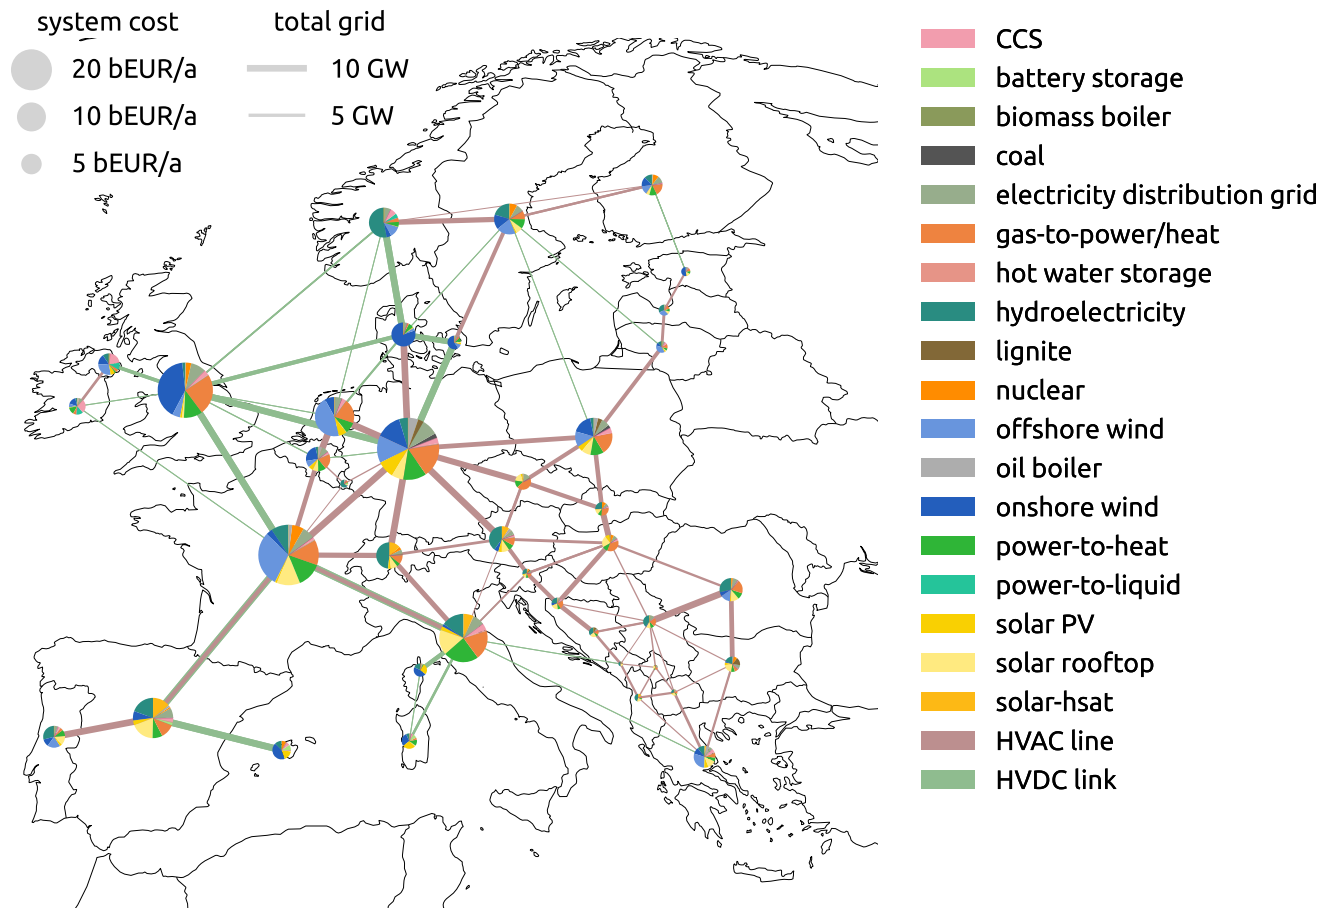 system cost
total grid
20 bEUR/a
10 GW
10 bEUR/a
5 GW
5 bEUR/a
CCS
battery storage
biomass boiler
coal
electricity distribution grid
gas-to-power/heat
hot water storage
hydroelectricity
lignite
nuclear
offshore wind
oil boiler
onshore wind
power-to-heat
power-to-liquid
solar PV
solar rooftop
solar-hsat
HVAC line
HVDC link